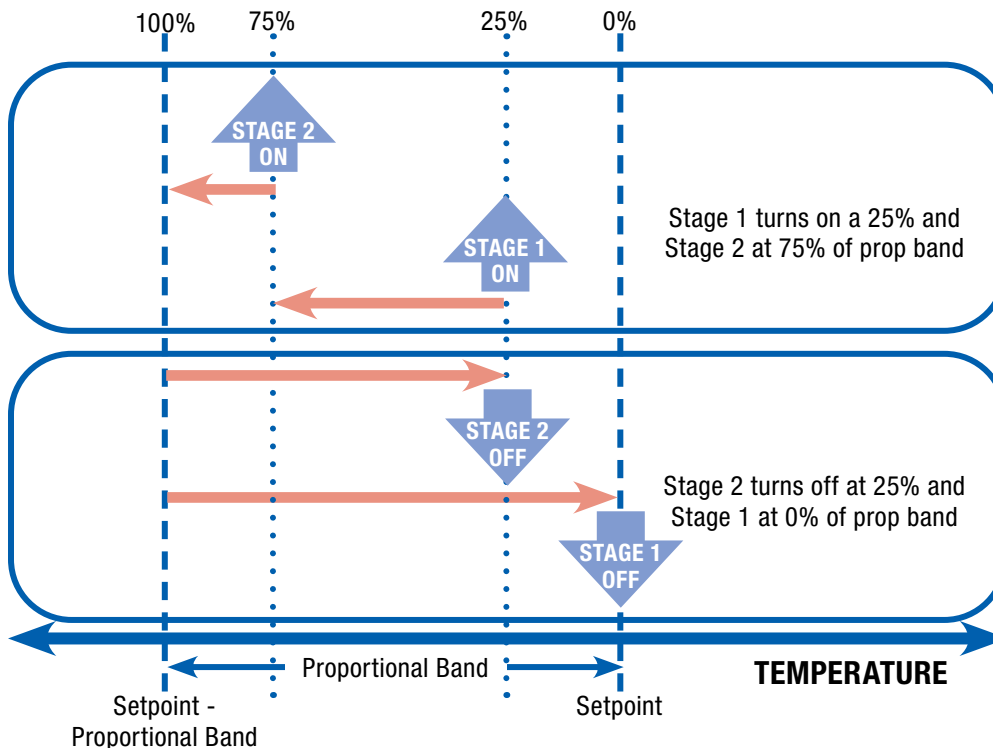 100% 75% 25% 0%
STAGE 2
ON
STAGE 1
ON
Stage 1 turns on a 25% and
Stage 2 at 75% of prop band
STAGE 2
OFF
Stage 2 turns off at 25% and
Stage 1 at 0% of prop band
STAGE 1
OFF
Proportional Band
TEMPERATURE
Setpoint -
Proportional Band
Setpoint